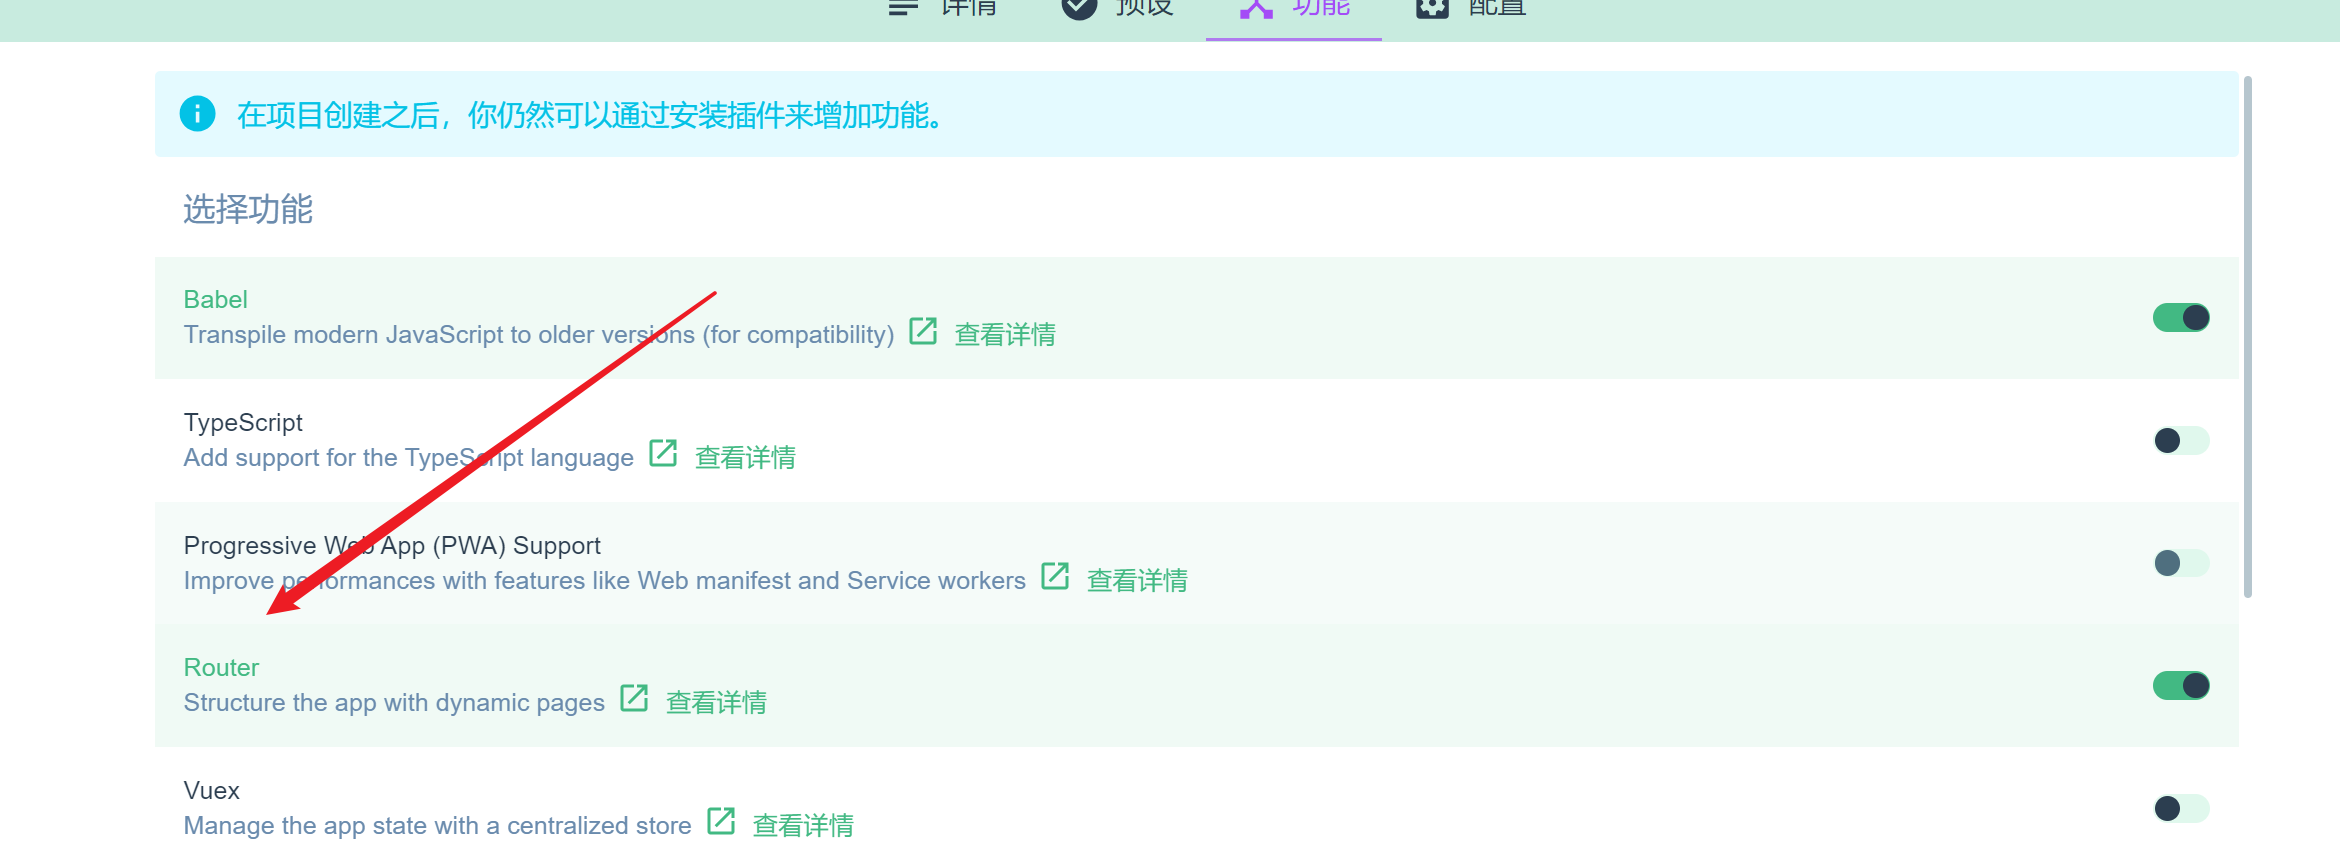 详情 预设 功能 配置
在项目创建之后，你仍然可以通过安装插件来增加功能。
选择功能
Babel
Transpile modern JavaScript to older versions (for compatibility) 查看详情
TypeScript
Add support for the TypeScript language 查看详情
Progressive Web App (PWA) Support
Improve performances with features like Web manifest and Service workers 查看详情
Router
Structure the app with dynamic pages 查看详情
Vuex
Manage the app state with a centralized store 查看详情